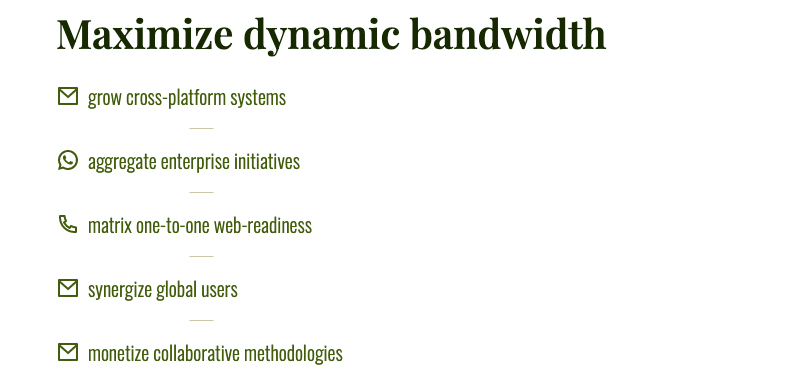 Maximize dynamic bandwidth
grow cross-platform systems
aggregate enterprise initiatives
matrix one-to-one web-readiness
synergize global users
monetize collaborative methodologies